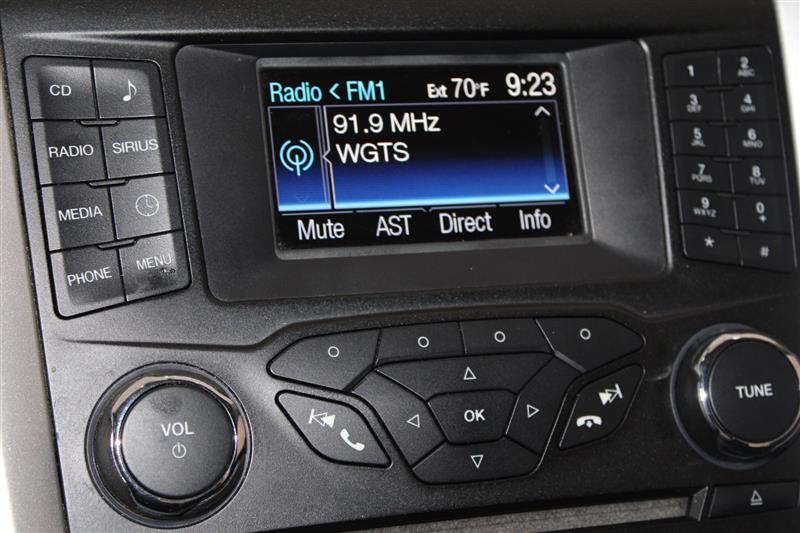 CD
RADIO SIRIUS
MEDIA
PHONE MENU
Radio < FM1 Ext 70°F 9:23
91.9 MHz
WGTS
Mute AST Direct Info
1 2 ABC
3 DEF 4 GHI
5 JKL 6 MNO
7 PQRS 8 TUV
9 WXYZ 0 +
* #
VOL
OK
TUNE